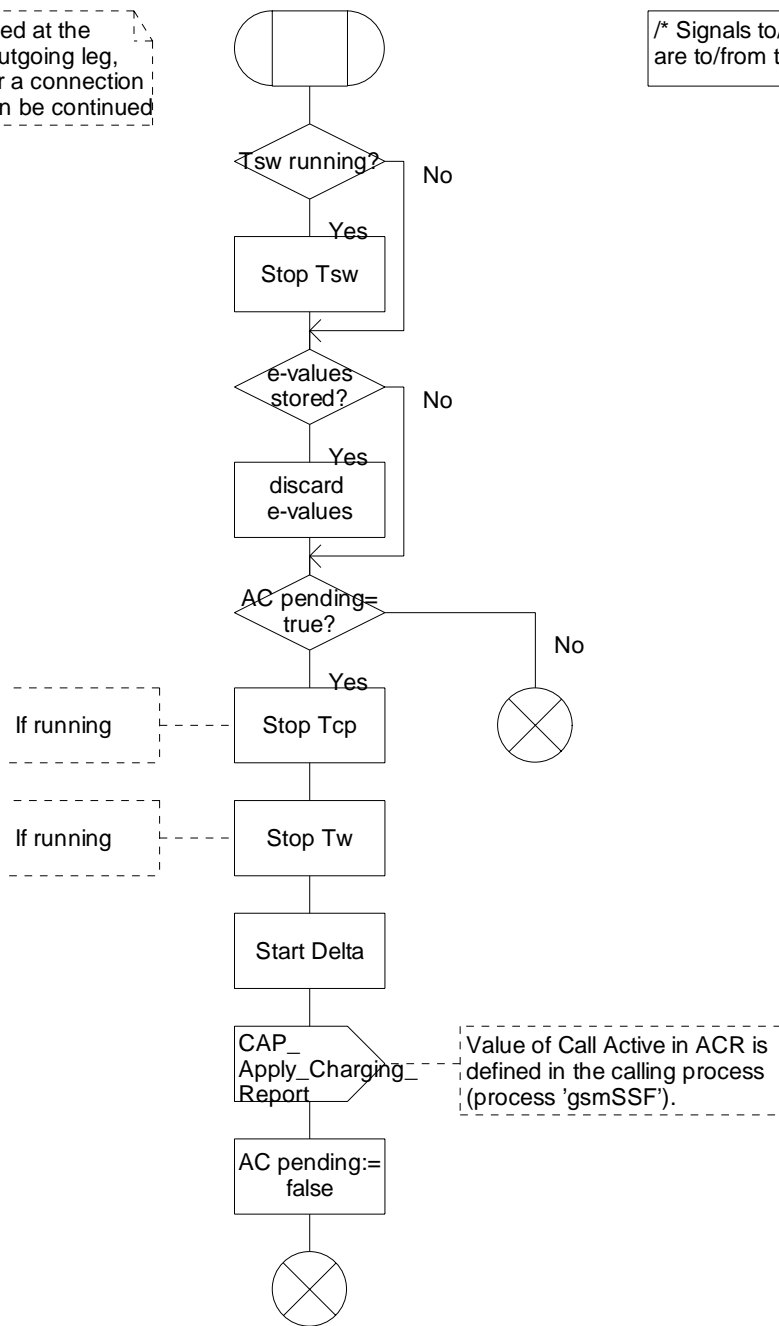 ed at the
utgoing leg,
r a connection
n be continued
/* Signals to/
are to/from t
Tsw running?
No
Yes
Stop Tsw
e-values
stored?
No
Yes
discard
e-values
AC pending=
true?
No
Yes
If running
Stop Tcp
If running
Stop Tw
Start Delta
CAP_
Apply_Charging_
Report
Value of Call Active in ACR is
defined in the calling process
(process 'gsmSSF').
AC pending:=
false